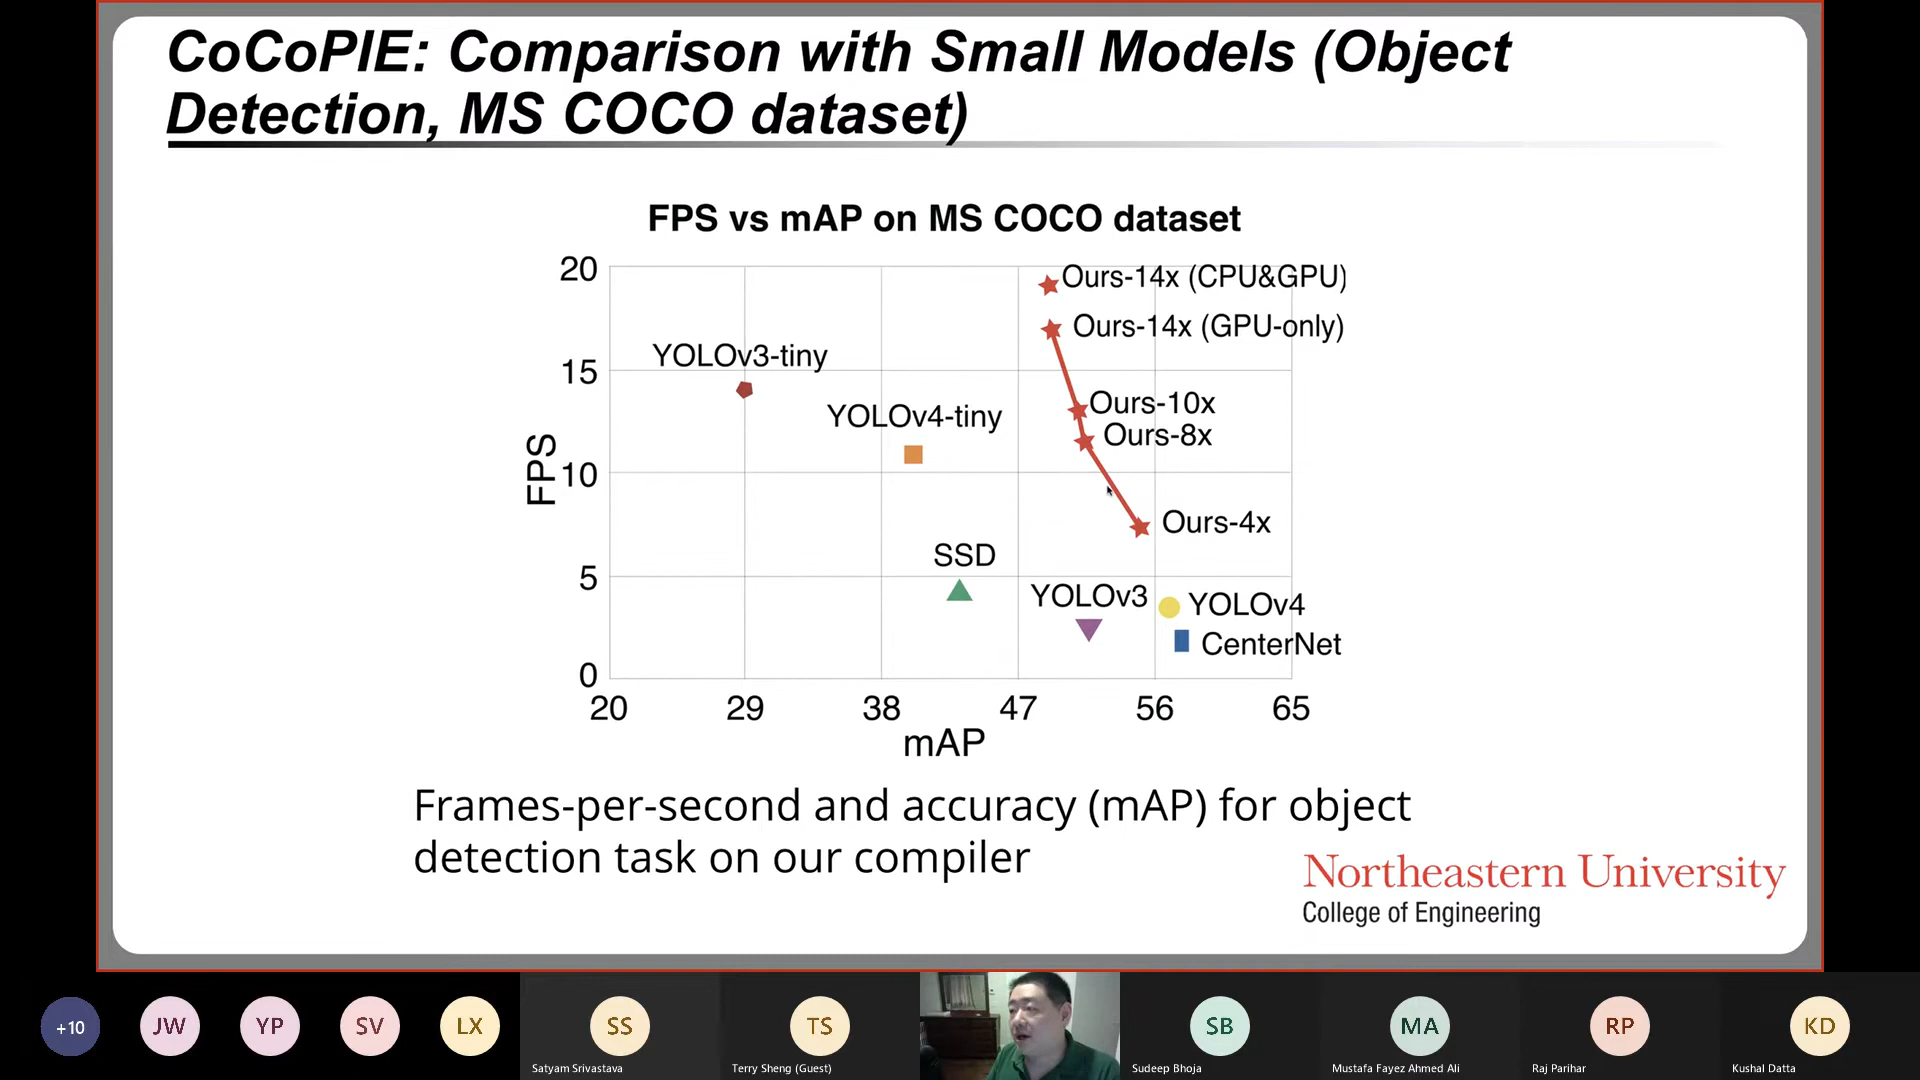 CoCoPIE: Comparison with Small Models (Object
Detection, MS COCO dataset)
FPS vs mAP on MS COCO dataset
20
Ours-14x (CPU&GPU)
Ours-14x (GPU-only)
YOLOv3-tiny
15
Ours-10x
YOLOv4-tiny
Ours-8x
FPS
10
Ours-4x
SSD
5
YOLOv3
YOLOv4
CenterNet
0
20 29 38 47 56 65
mAP
Frames-per-second and accuracy (mAP) for object
detection task on our compiler
Northeastern University
College of Engineering
+10 JW YP SV LX SS TS SB MA RP KD
Satyam Srivastava Terry Sheng (Guest) Sudeep Bhoja Mustafa Fayez Ahmed Ali Raj Parihar Kushal Datta